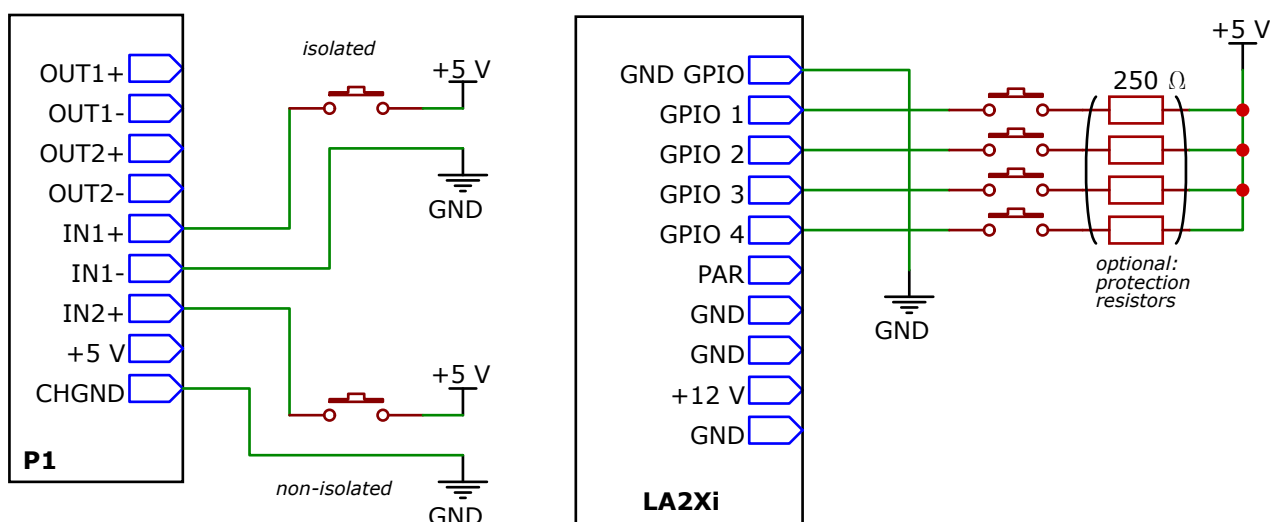 isolated
+5 V
OUT1+
OUT1-
OUT2+
OUT2-
IN1+
IN1-
IN2+
+5 V
CHGND
P1
GND
+5 V
non-isolated
GND
GND GPIO
GPIO 1
GPIO 2
GPIO 3
GPIO 4
PAR
GND
GND
+12 V
GND
LA2Xi
GND
+5 V
250 Ω
optional:
protection
resistors